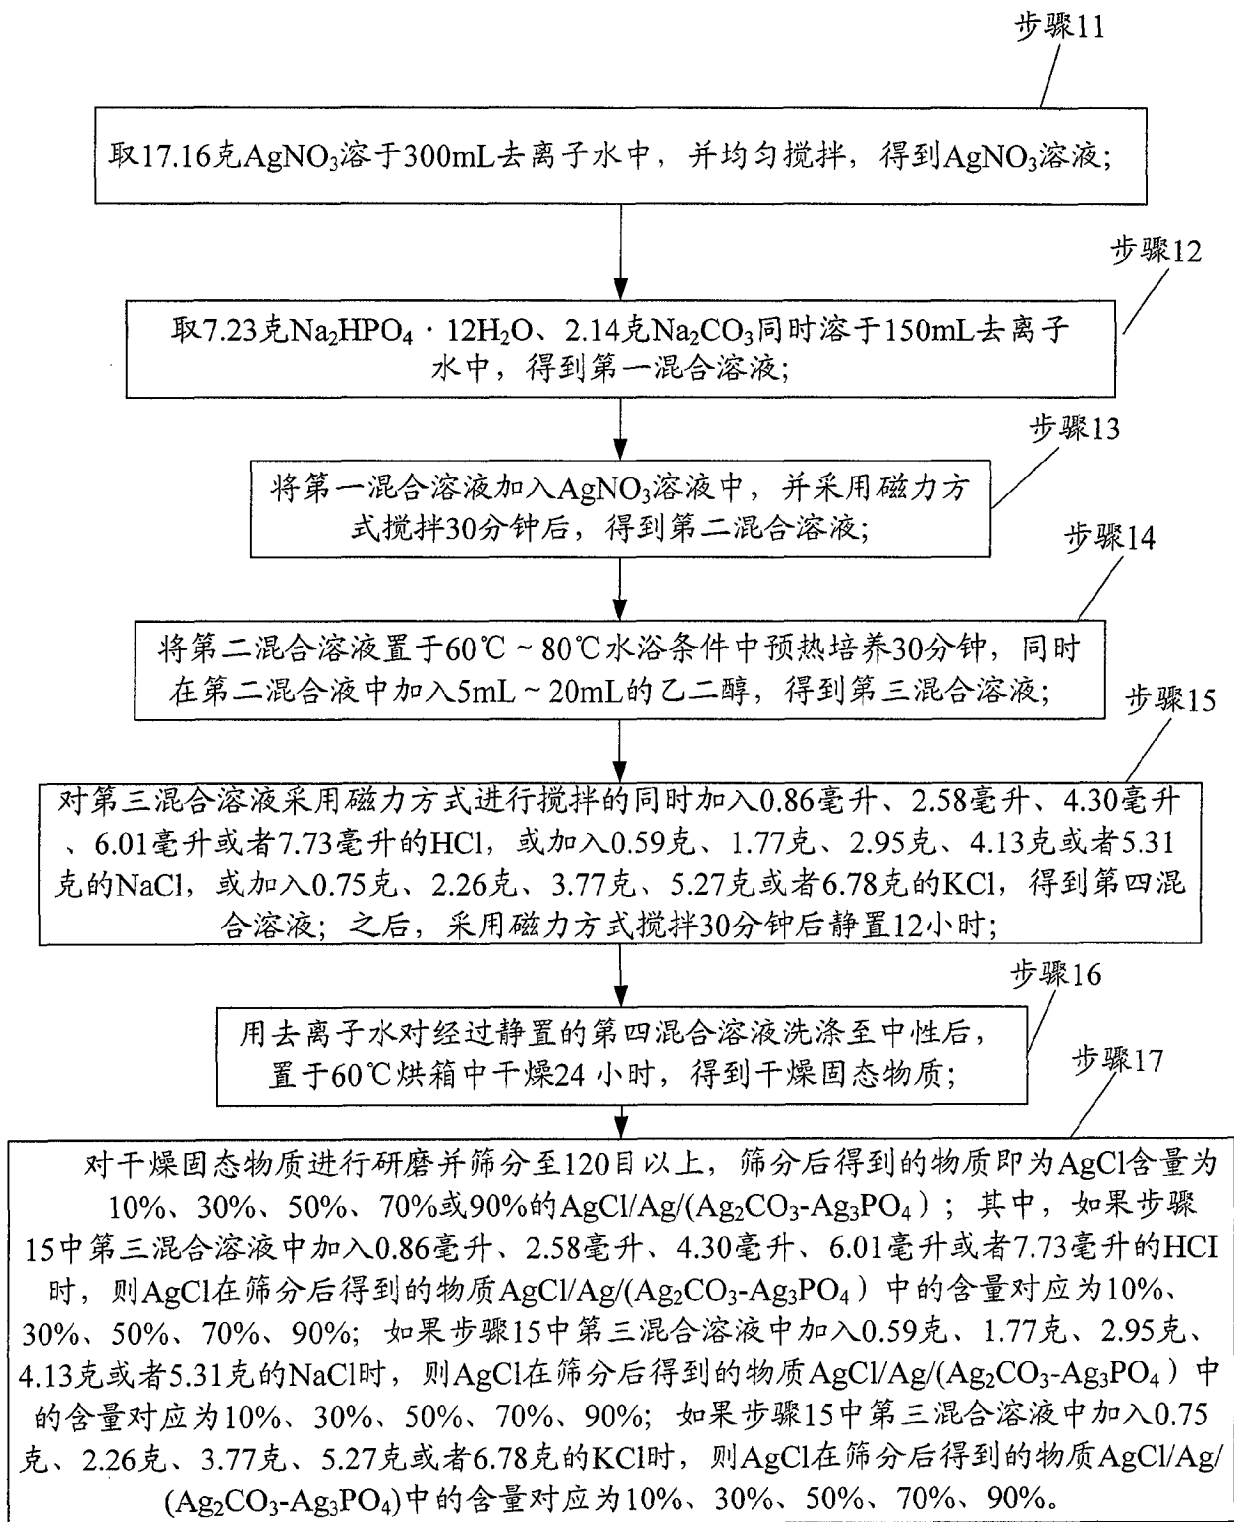 步骤11
取17.16克AgNO₃溶于300mL去离子水中，并均匀搅拌，得到AgNO₃溶液；
步骤12
取7.23克Na₂HPO₄·12H₂O、2.14克Na₂CO₃同时溶于150mL去离子
水中，得到第一混合溶液；
步骤13
将第一混合溶液加入AgNO₃溶液中，并采用磁力方
式搅拌30分钟后，得到第二混合溶液；
步骤14
将第二混合溶液置于60℃~80℃水浴条件中预热培养30分钟，同时
在第二混合液中加入5mL~20mL的乙二醇，得到第三混合溶液；
步骤15
对第三混合溶液采用磁力方式进行搅拌的同时加入0.86毫升、2.58毫升、4.30毫升
、6.01毫升或者7.73毫升的HCl，或加入0.59克、1.77克、2.95克、4.13克或者5.31
克的NaCl，或加入0.75克、2.26克、3.77克、5.27克或者6.78克的KCl，得到第四混
合溶液；之后，采用磁力方式搅拌30分钟后静置12小时；
步骤16
用去离子水对经过静置的第四混合溶液洗涤至中性后，
置于60℃烘箱中干燥24 小时，得到干燥固态物质；
步骤17
对干燥固态物质进行研磨并筛分至120目以上，筛分后得到的物质即为AgCl含量为
10%、30%、50%、70%或90%的AgCl/Ag/(Ag₂CO₃-Ag₃PO₄）；其中，如果步骤
15中第三混合溶液中加入0.86毫升、2.58毫升、4.30毫升、6.01毫升或者7.73毫升的HCl
时，则AgCl在筛分后得到的物质AgCl/Ag/(Ag₂CO₃-Ag₃PO₄）中的含量对应为10%、
30%、50%、70%、90%；如果步骤15中第三混合溶液中加入0.59克、1.77克、2.95克、
4.13克或者5.31克的NaCl时，则AgCl在筛分后得到的物质AgCl/Ag/(Ag₂CO₃-Ag₃PO₄）中
的含量对应为10%、30%、50%、70%、90%；如果步骤15中第三混合溶液中加入0.75
克、2.26克、3.77克、5.27克或者6.78克的KCl时，则AgCl在筛分后得到的物质AgCl/Ag/
(Ag₂CO₃-Ag₃PO₄)中的含量对应为10%、30%、50%、70%、90%。